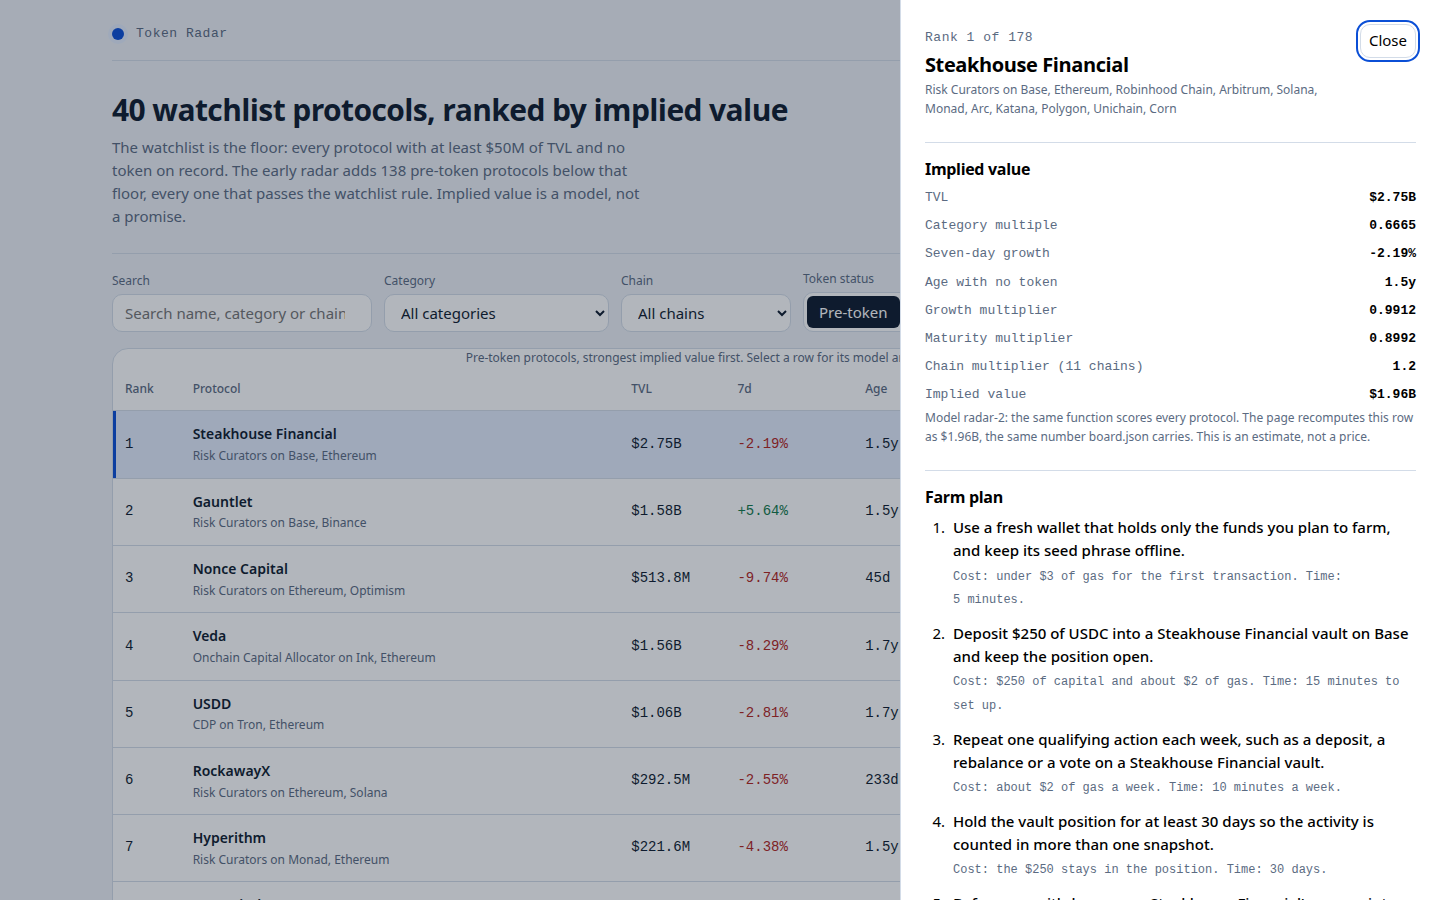 Token Radar
40 watchlist protocols, ranked by implied value
The watchlist is the floor: every protocol with at least $50M of TVL and no
token on record. The early radar adds 138 pre-token protocols below that
floor, every one that passes the watchlist rule. Implied value is a model, not
a promise.
Search
Category
Chain
Token status
Search name, category or chain
All categories
All chains
Pre-token
Pre-token protocols, strongest implied value first. Select a row for its model a
Rank Protocol TVL 7d Age
1 Steakhouse Financial $2.75B -2.19% 1.5y
Risk Curators on Base, Ethereum
2 Gauntlet $1.58B +5.64% 1.5y
Risk Curators on Base, Binance
3 Nonce Capital $513.8M -9.74% 45d
Risk Curators on Ethereum, Optimism
4 Veda $1.56B -8.29% 1.7y
Onchain Capital Allocator on Ink, Ethereum
5 USDD $1.06B -2.81% 1.7y
CDP on Tron, Ethereum
6 RockawayX $292.5M -2.55% 233d
Risk Curators on Ethereum, Solana
7 Hyperithm $221.6M -4.38% 1.5y
Risk Curators on Monad, Ethereum
Rank 1 of 178
Close
Steakhouse Financial
Risk Curators on Base, Ethereum, Robinhood Chain, Arbitrum, Solana,
Monad, Arc, Katana, Polygon, Unichain, Corn
Implied value
TVL $2.75B
Category multiple 0.6665
Seven-day growth -2.19%
Age with no token 1.5y
Growth multiplier 0.9912
Maturity multiplier 0.8992
Chain multiplier (11 chains) 1.2
Implied value $1.96B
Model radar-2: the same function scores every protocol. The page recomputes this row
as $1.96B, the same number board.json carries. This is an estimate, not a price.
Farm plan
1. Use a fresh wallet that holds only the funds you plan to farm,
and keep its seed phrase offline.
Cost: under $3 of gas for the first transaction. Time:
5 minutes.
2. Deposit $250 of USDC into a Steakhouse Financial vault on Base
and keep the position open.
Cost: $250 of capital and about $2 of gas. Time: 15 minutes to
set up.
3. Repeat one qualifying action each week, such as a deposit, a
rebalance or a vote on a Steakhouse Financial vault.
Cost: about $2 of gas a week. Time: 10 minutes a week.
4. Hold the vault position for at least 30 days so the activity is
counted in more than one snapshot.
Cost: the $250 stays in the position. Time: 30 days.